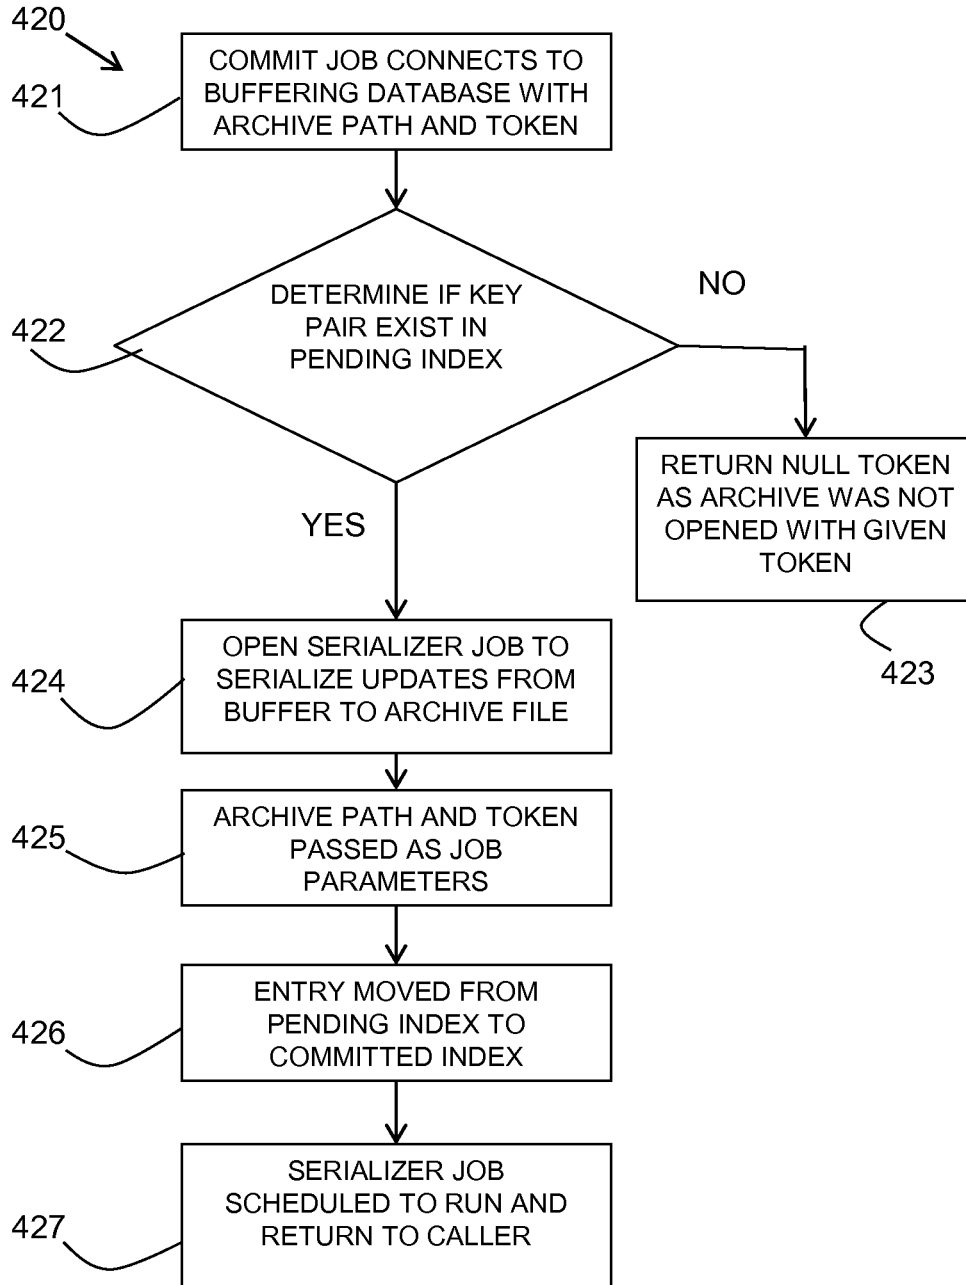 420
421
COMMIT JOB CONNECTS TO
BUFFERING DATABASE WITH
ARCHIVE PATH AND TOKEN
422
DETERMINE IF KEY
PAIR EXIST IN
PENDING INDEX
NO
YES
RETURN NULL TOKEN
AS ARCHIVE WAS NOT
OPENED WITH GIVEN
TOKEN
423
424
OPEN SERIALIZER JOB TO
SERIALIZE UPDATES FROM
BUFFER TO ARCHIVE FILE
425
ARCHIVE PATH AND TOKEN
PASSED AS JOB
PARAMETERS
426
ENTRY MOVED FROM
PENDING INDEX TO
COMMITTED INDEX
427
SERIALIZER JOB
SCHEDULED TO RUN AND
RETURN TO CALLER